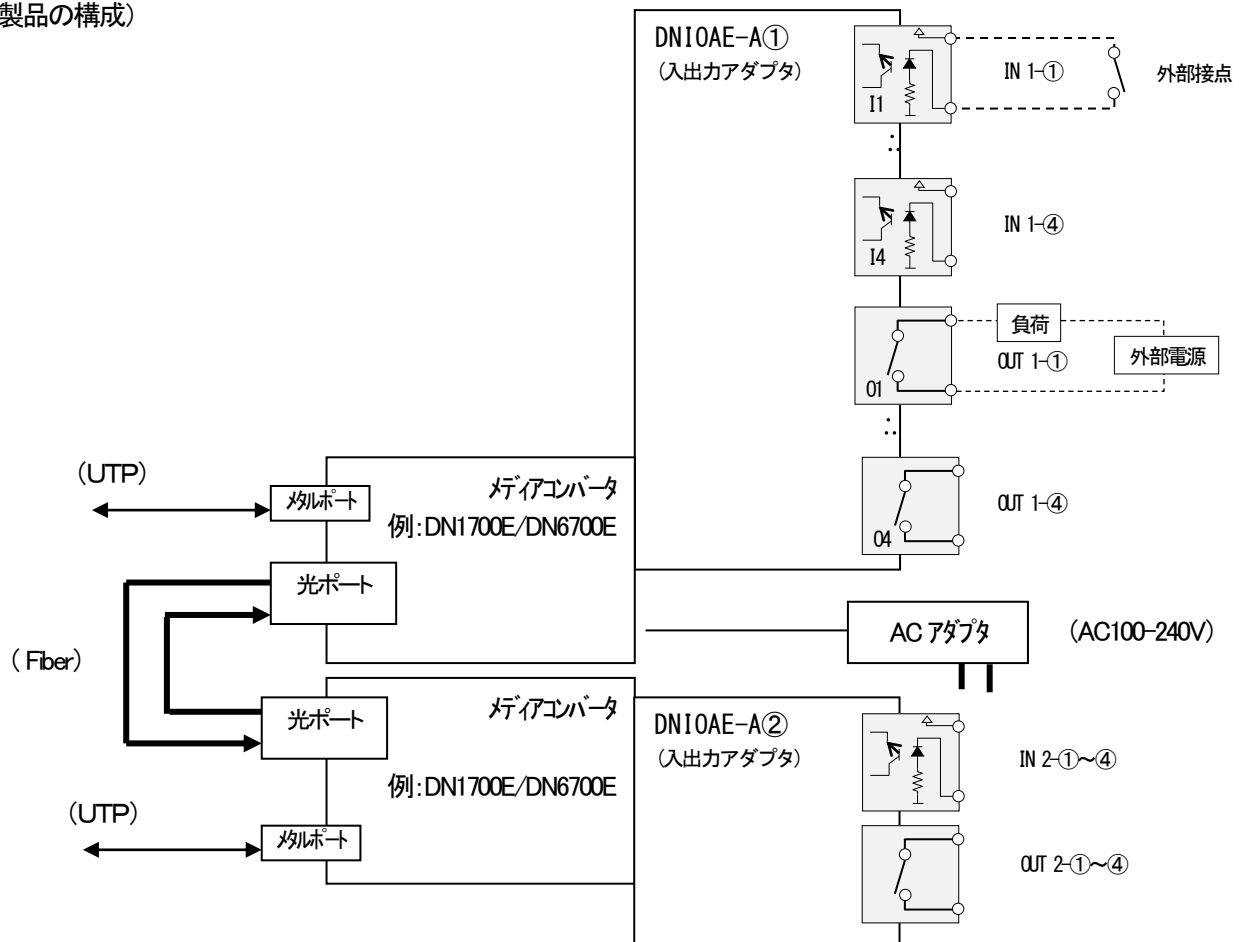 製品の構成)
DNIOAE-A①
(入出力アダプタ)
I1
IN 1-①
外部接点
I4
IN 1-④
O1
負荷
OUT 1-①
外部電源
O4
OUT 1-④
(UTP)
メタルポート
メディアコンバータ
例:DN1700E/DN6700E
光ポート
(Fiber)
AC アダプタ
(AC100-240V)
光ポート
メディアコンバータ
例:DN1700E/DN6700E
(UTP)
メタルポート
DNIOAE-A②
(入出力アダプタ)
IN 2-①~④
OUT 2-①~④